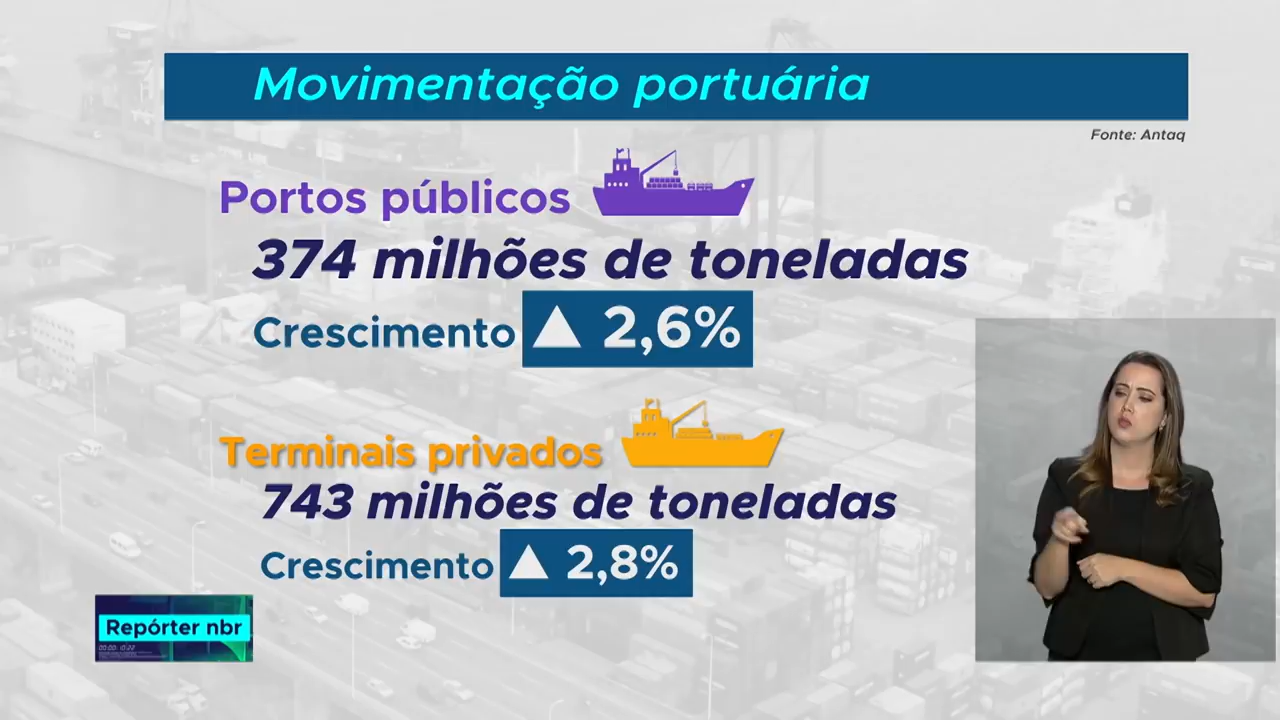 Movimentação portuária
Fonte: Antaq
Portos públicos
374 milhões de toneladas
Crescimento ▲ 2,6%
Terminais privados
743 milhões de toneladas
Crescimento ▲ 2,8%
Repórter nbr